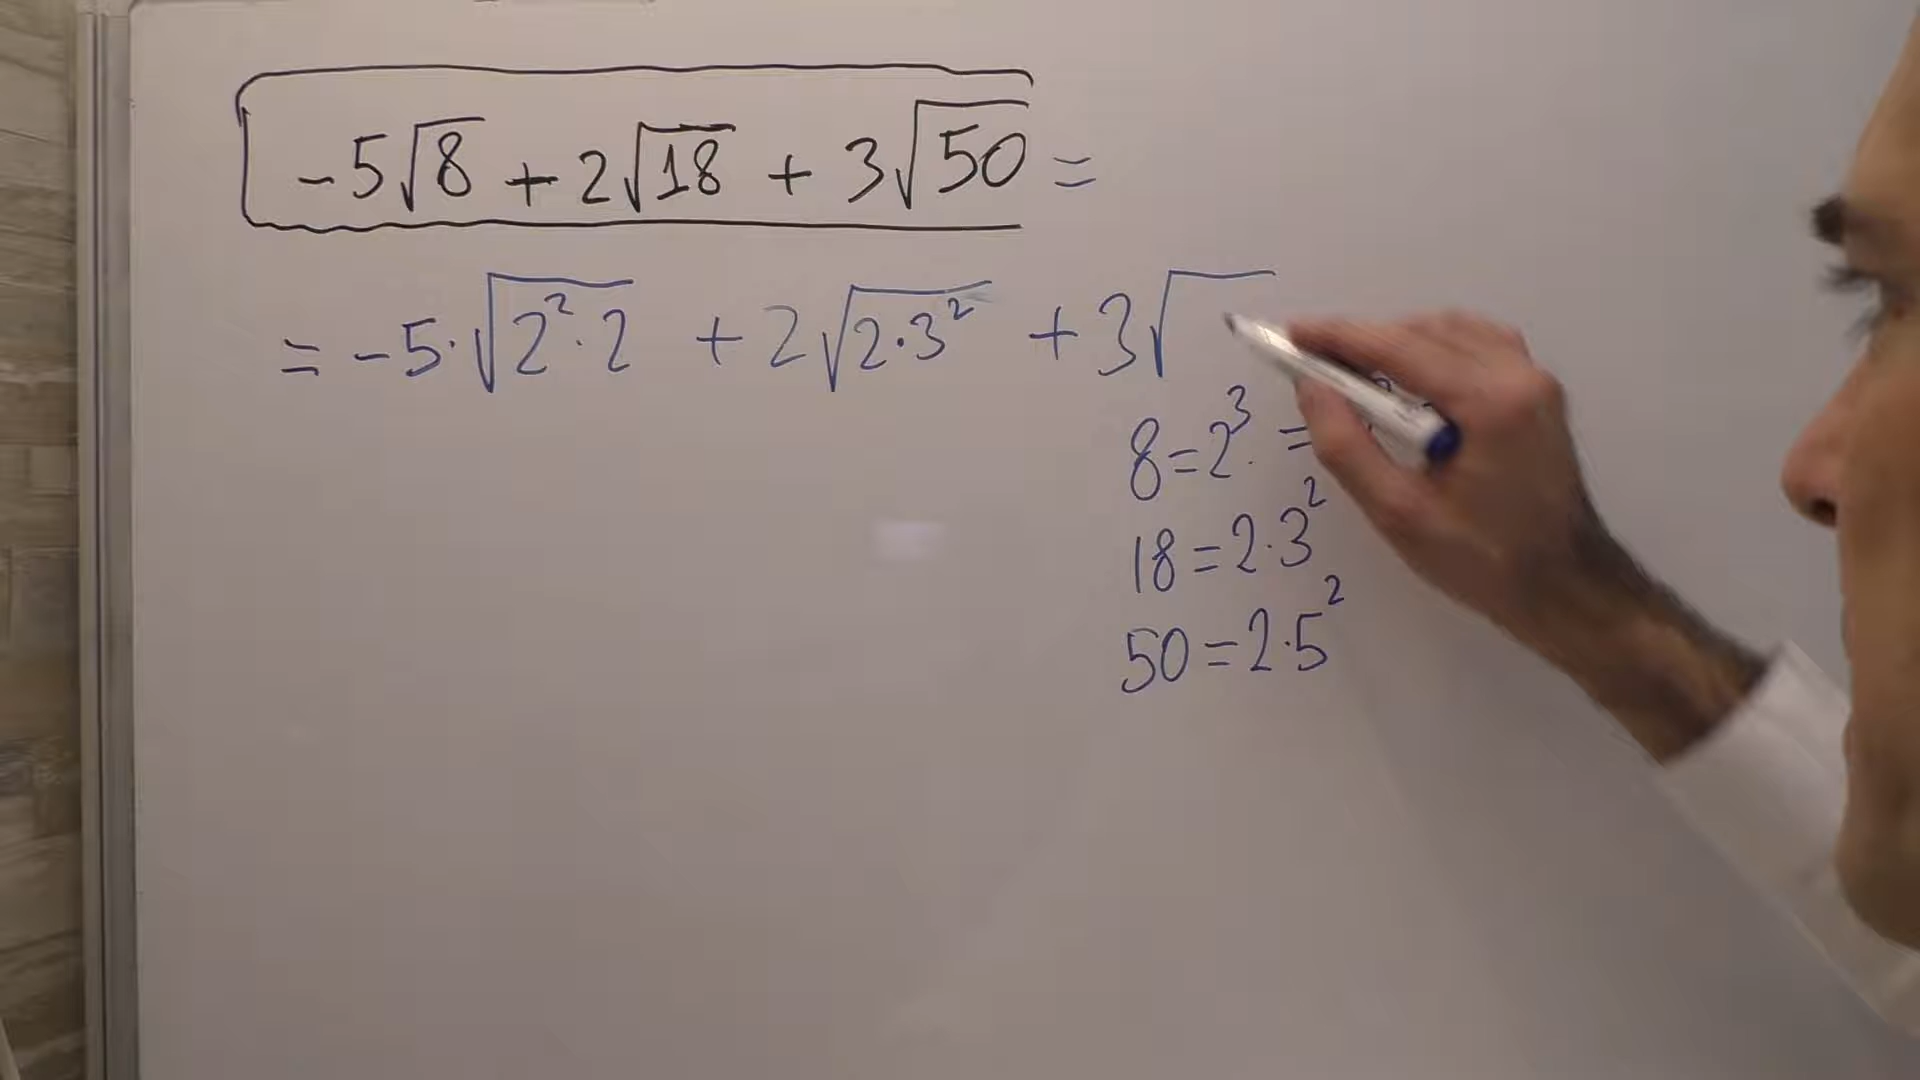 -5√8 + 2√18 + 3√50 =
= -5·√2²·2 + 2√2·3² + 3√
8=2³ =
18=2·3²
50=2·5²